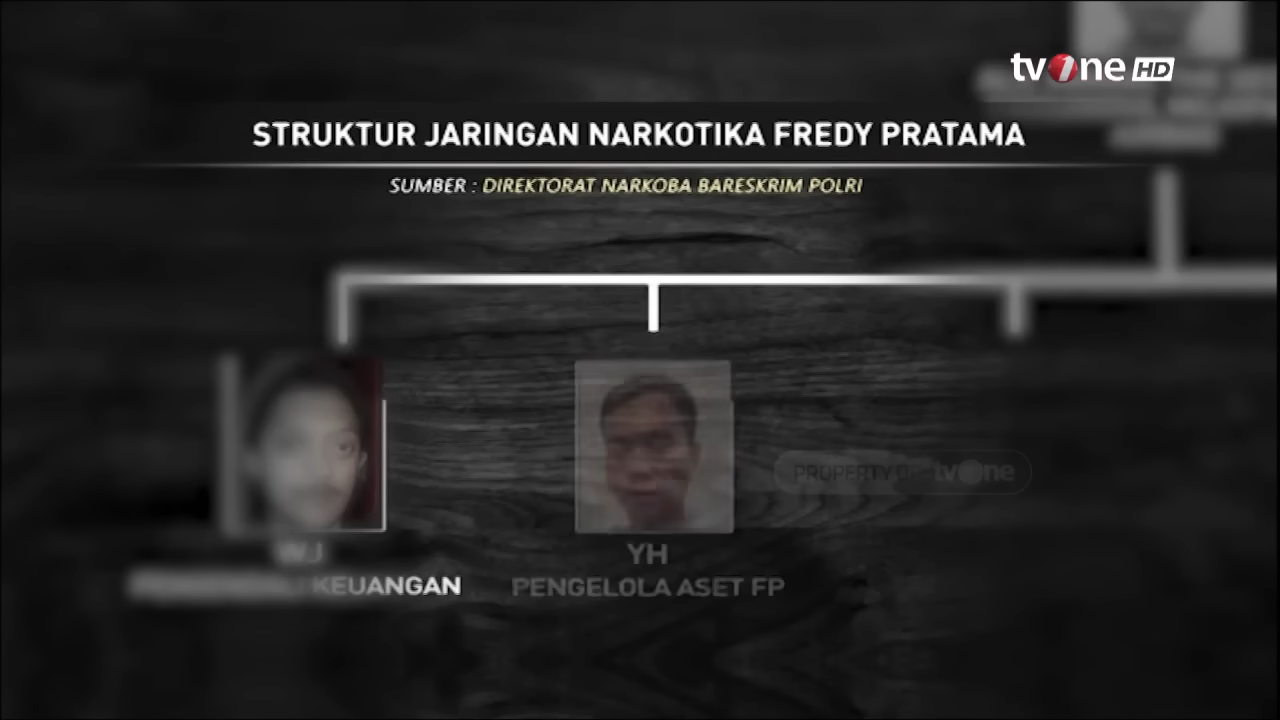 tvOne HD
STRUKTUR JARINGAN NARKOTIKA FREDY PRATAMA
SUMBER : DIREKTORAT NARKOBA BARESKRIM POLRI
PROPERTY OF tvOne
WJ
YH
KEUANGAN
PENGELOLA ASET FP